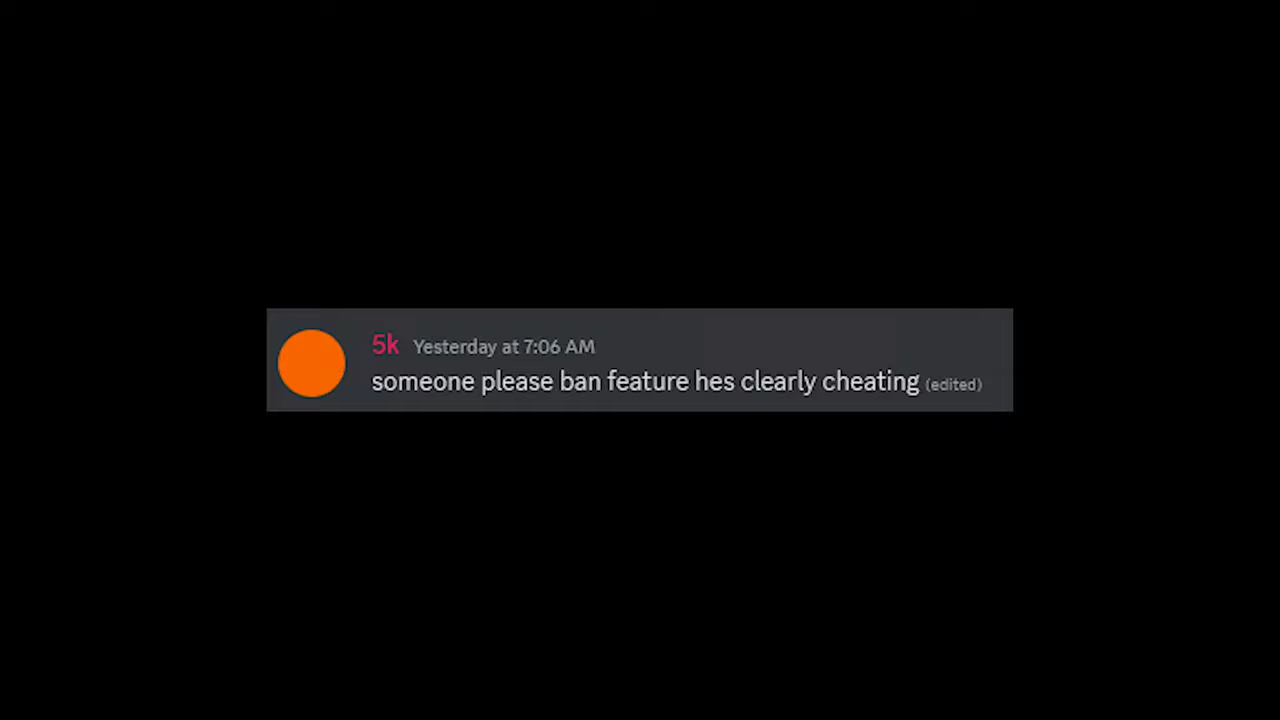 5k Yesterday at 7:06 AM
someone please ban feature hes clearly cheating (edited)